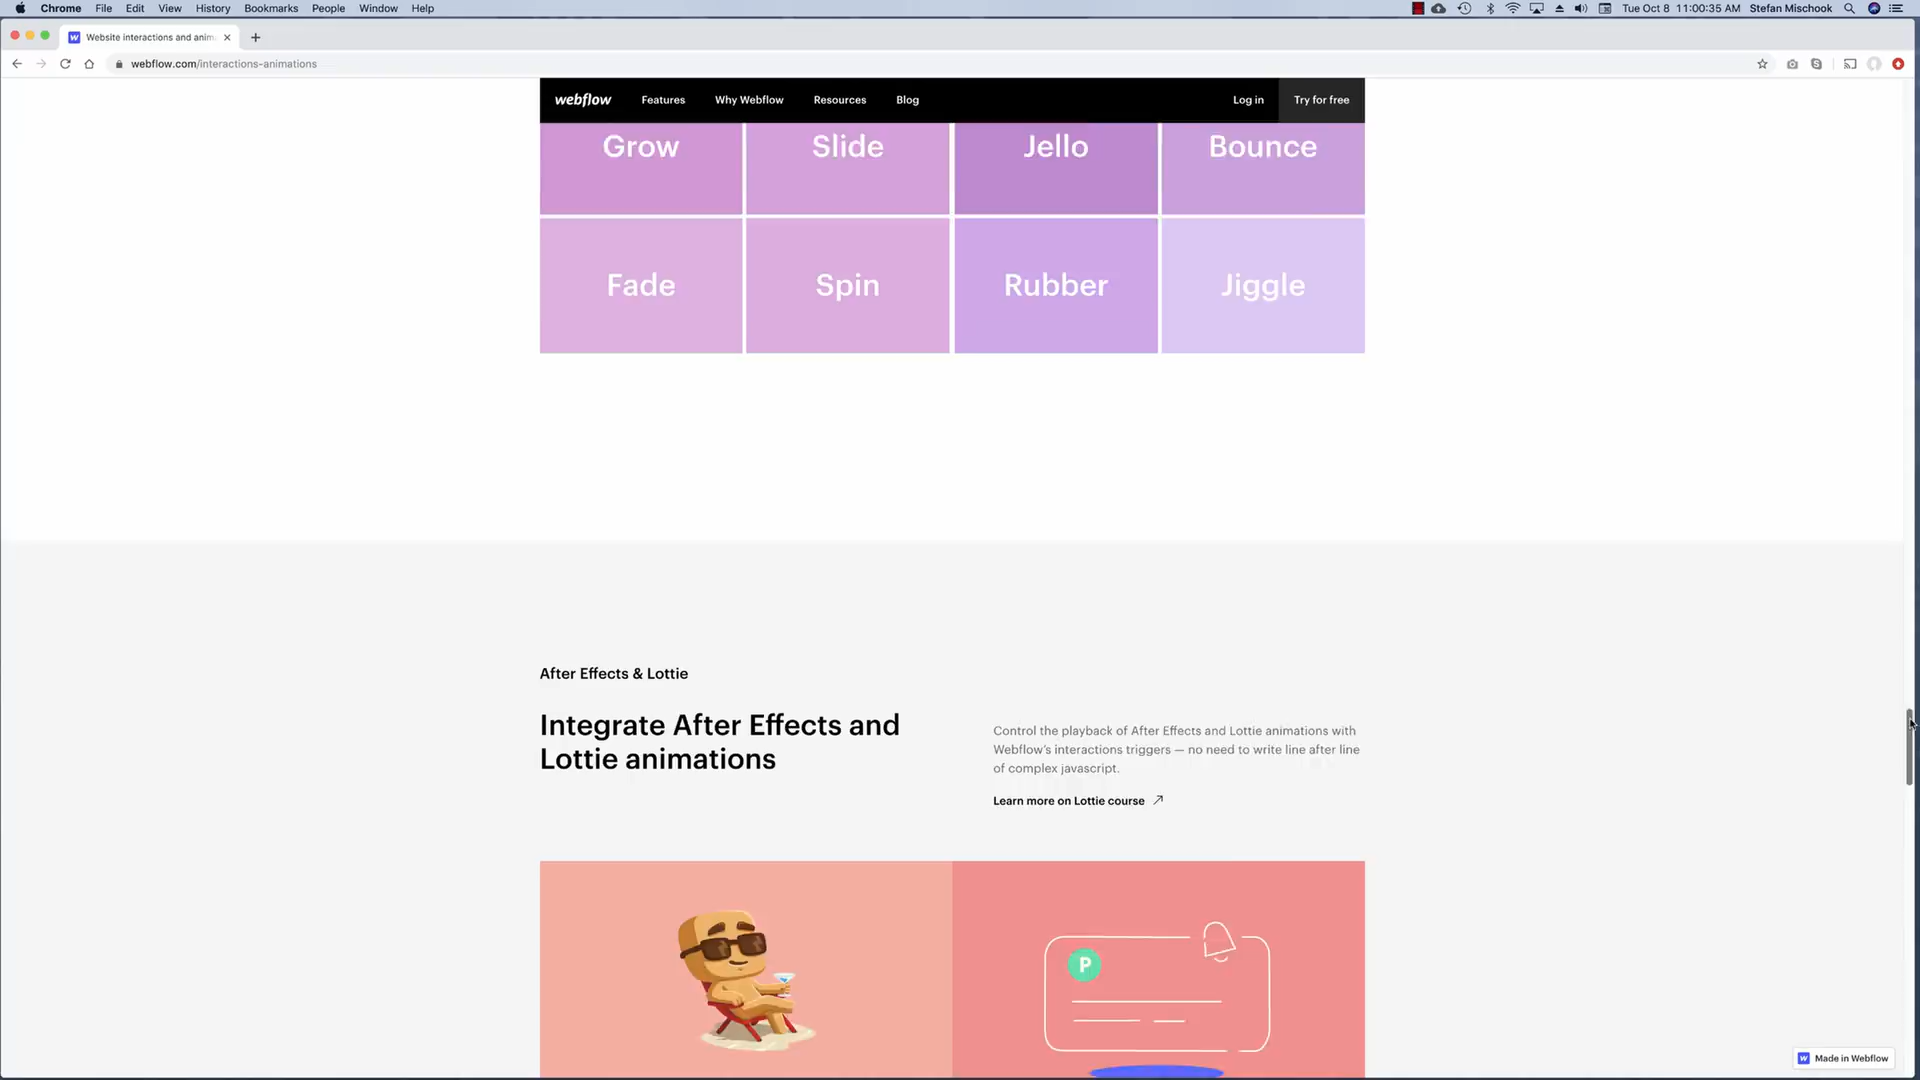 Chrome File Edit View History Bookmarks People Window Help
Tue Oct 8 11:00:35 AM Stefan Mischook
Website interactions and anim
webflow.com/interactions-animations
webflow Features Why Webflow Resources Blog Log in Try for free
Grow Slide Jello Bounce
Fade Spin Rubber Jiggle
After Effects & Lottie
Integrate After Effects and
Lottie animations
Control the playback of After Effects and Lottie animations with
Webflow's interactions triggers — no need to write line after line
of complex javascript.
Learn more on Lottie course
P
Made in Webflow